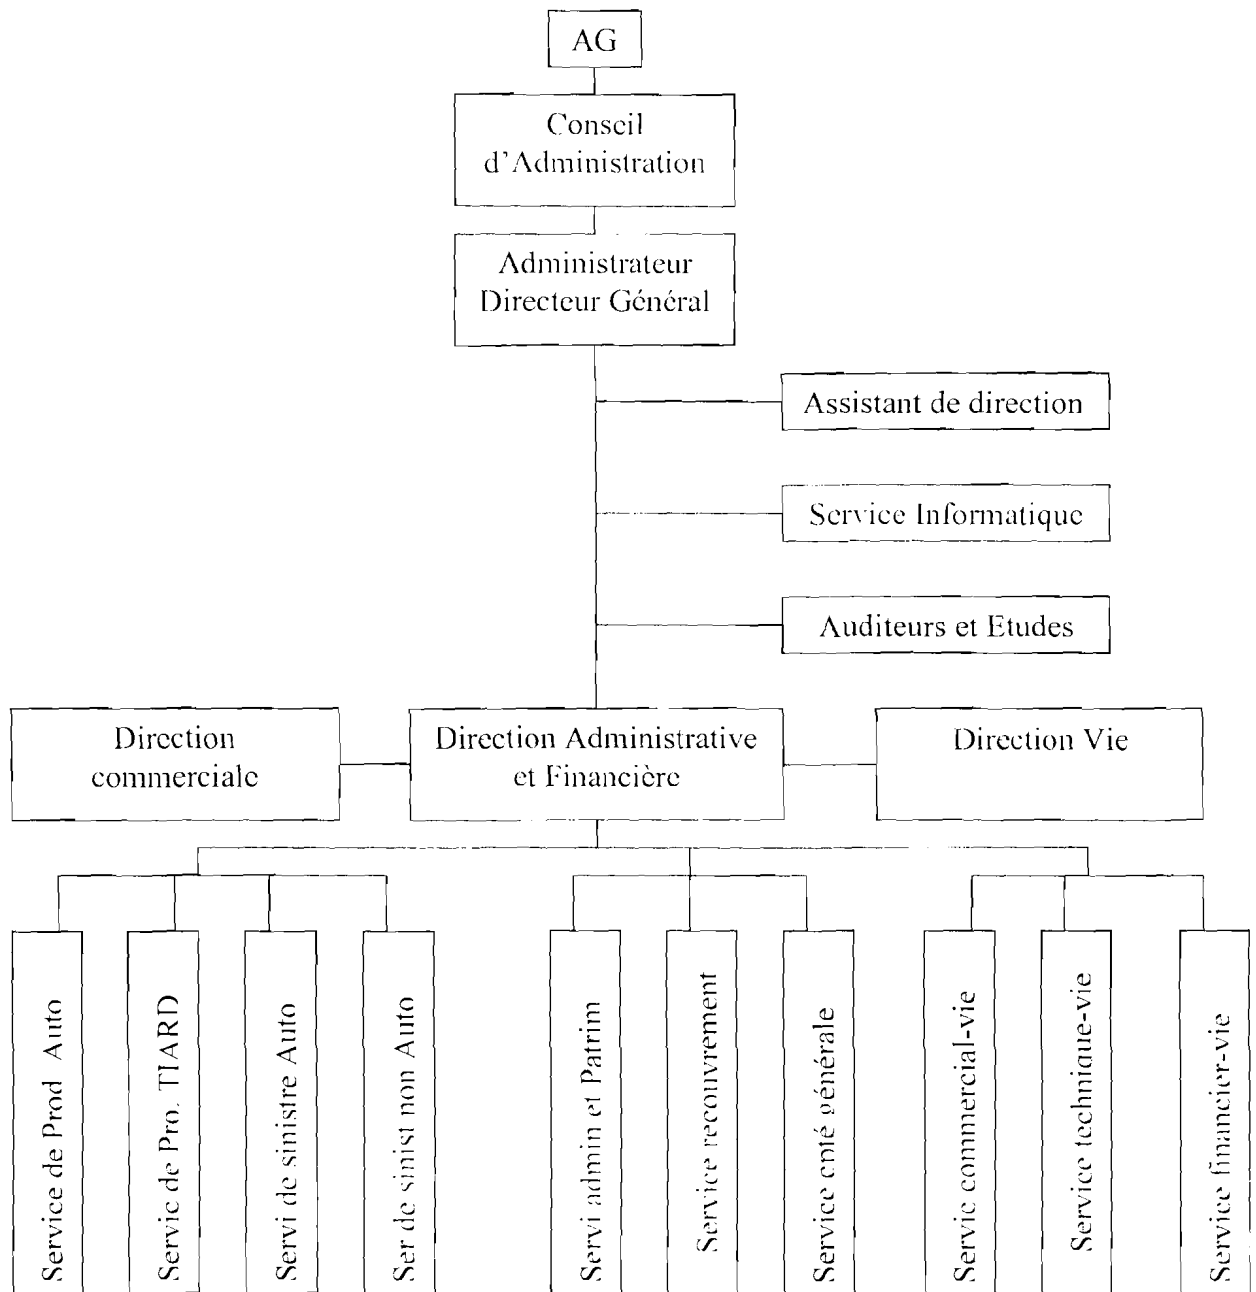 AG
Conseil
d'Administration
Administrateur
Directeur Général
Assistant de direction
Service Informatique
Auditeurs et Etudes
Direction
commerciale
Direction Administrative
et Financière
Direction Vie
Service de Prod Auto
Servic de Pro. TIARD
Servi de sinistre Auto
Ser de sinist non Auto
Servi admin et Patrim
Service recouvrement
Service cpté générale
Servic commercial-vie
Service technique-vie
Service financier-vie